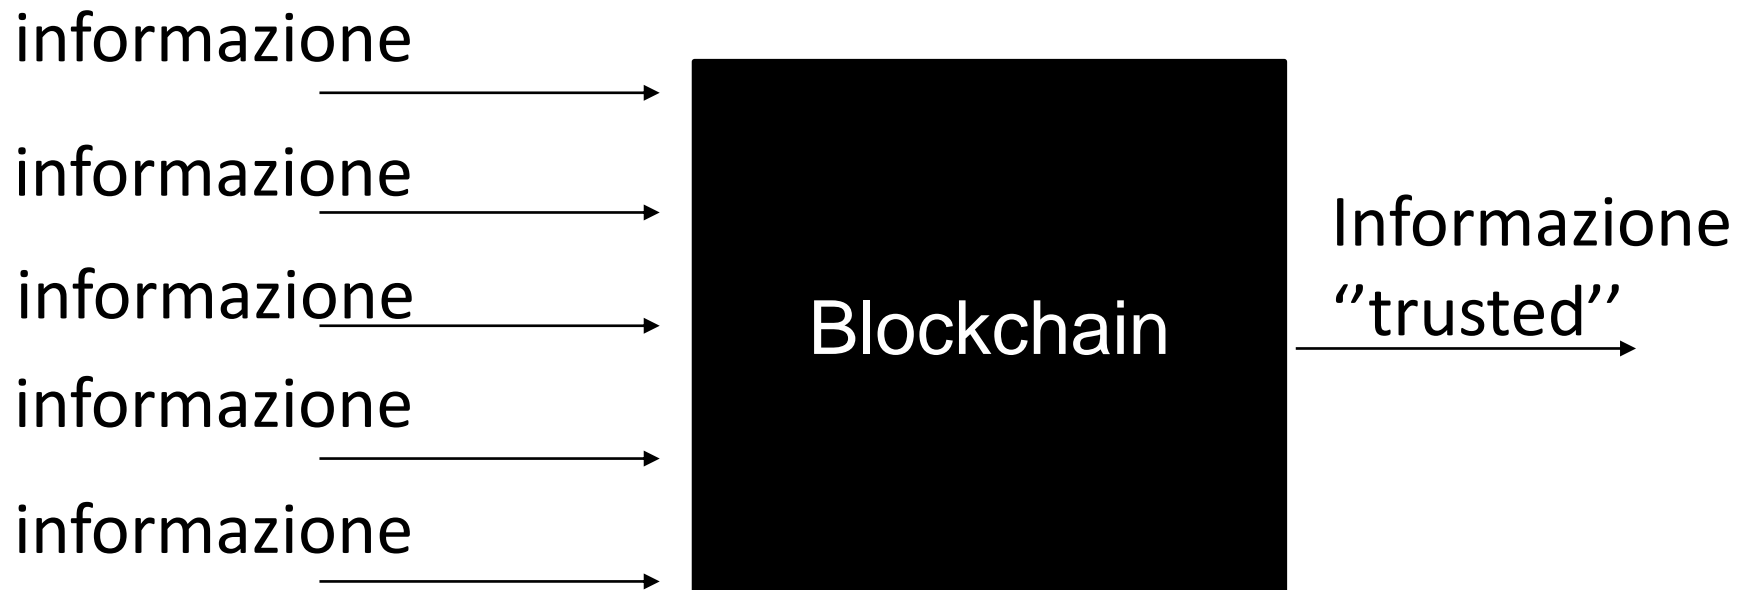 informazione
informazione
informazione
informazione
informazione
Blockchain
Informazione
‘’trusted’’